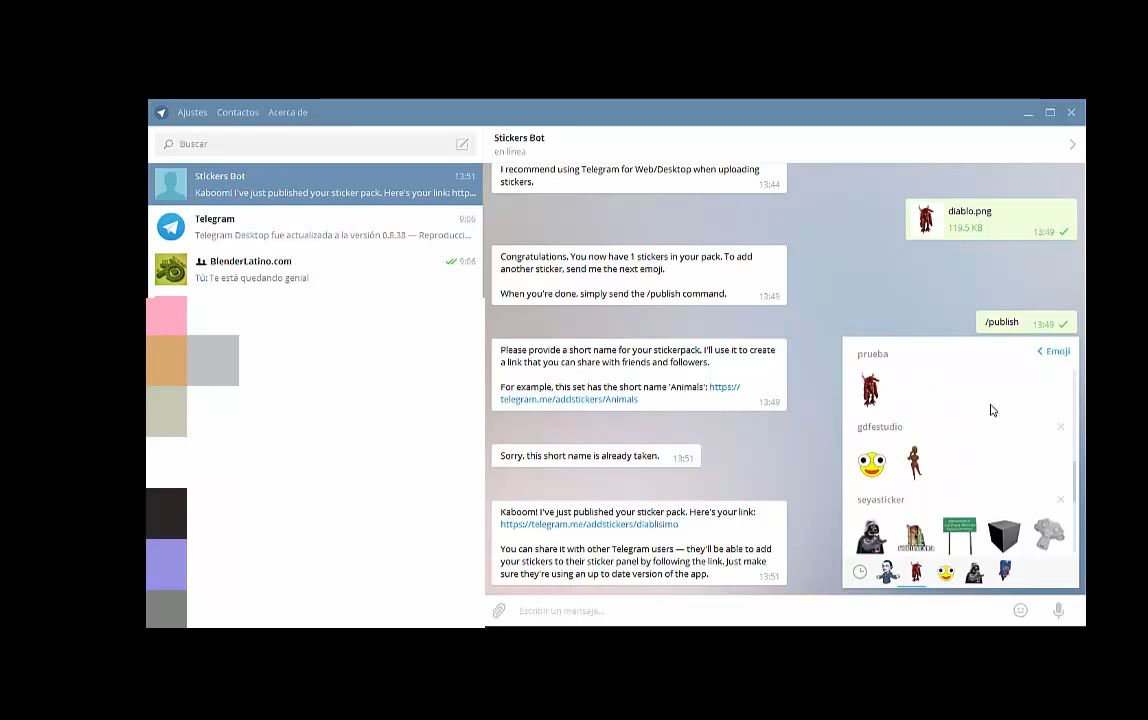 Ajustes Contactos Acerca de
Buscar
Stickers Bot 13:51
Kaboom! I've just published your sticker pack. Here's your link: http...
Telegram 9:06
Telegram Desktop fue actualizada a la versión 0.8.38 — Reproducci...
BlenderLatino.com 9:06
Tú: Te está quedando genial
Stickers Bot
en línea
I recommend using Telegram for Web/Desktop when uploading
stickers. 13:44
diablo.png
119.5 KB 13:49
Congratulations. You now have 1 stickers in your pack. To add
another sticker, send me the next emoji.
When you're done, simply send the /publish command. 13:49
/publish 13:49
Please provide a short name for your stickerpack. I'll use it to create
a link that you can share with friends and followers.
For example, this set has the short name 'Animals': https://
telegram.me/addstickers/Animals 13:49
Sorry, this short name is already taken. 13:51
Kaboom! I've just published your sticker pack. Here's your link:
https://telegram.me/addstickers/diablisimo
You can share it with other Telegram users — they'll be able to add
your stickers to their sticker panel by following the link. Just make
sure they're using an up to date version of the app. 13:51
prueba Emoji
gdfestudio
seyasticker
Escribir un mensaje...